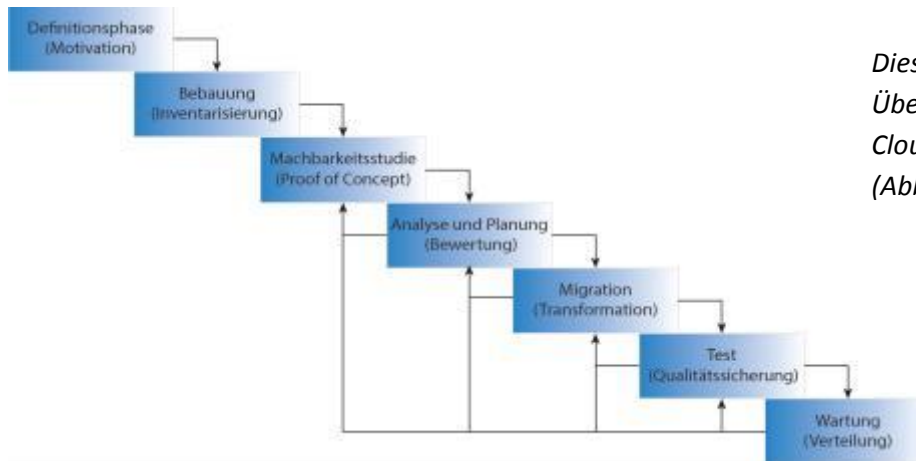 Definitionsphase
(Motivation)
Bebauung
(Inventarisierung)
Machbarkeitsstudie
(Proof of Concept)
Analyse und Planung
(Bewertung)
Migration
(Transformation)
Test
(Qualitätssicherung)
Wartung
(Verteilung)
Dies
Übe
Clou